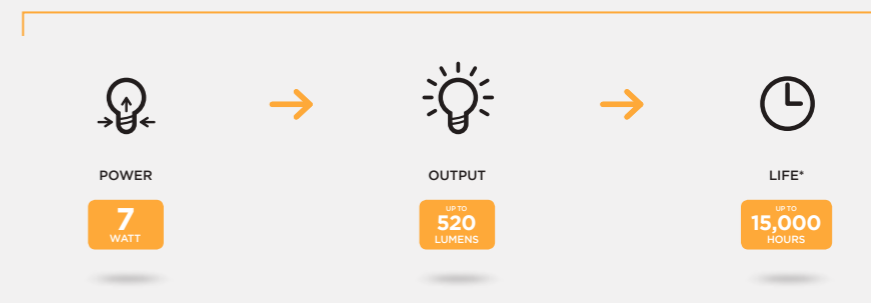 POWER
7
WATT
OUTPUT
UP TO
520
LUMENS
LIFE*
UP TO
15,000
HOURS